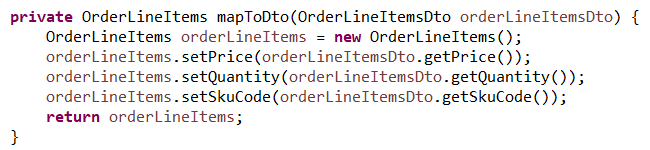 private OrderLineItems mapToDto(OrderLineItemsDto orderLineItemsDto) {
    OrderLineItems orderLineItems = new OrderLineItems();
    orderLineItems.setPrice(orderLineItemsDto.getPrice());
    orderLineItems.setQuantity(orderLineItemsDto.getQuantity());
    orderLineItems.setSkuCode(orderLineItemsDto.getSkuCode());
    return orderLineItems;
}